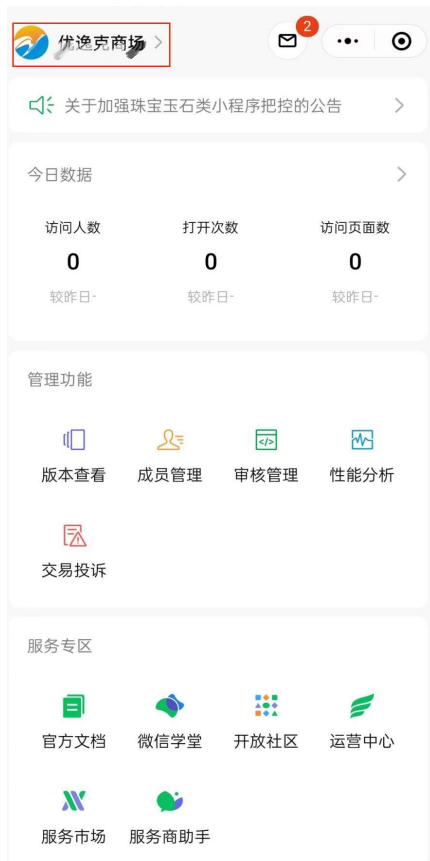 优逸克商场
2
关于加强珠宝玉石类小程序把控的公告
今日数据
访问人数 打开次数 访问页面数
0 0 0
较昨日- 较昨日- 较昨日-
管理功能
版本查看 成员管理 审核管理 性能分析
交易投诉
服务专区
官方文档 微信学堂 开放社区 运营中心
服务市场 服务商助手